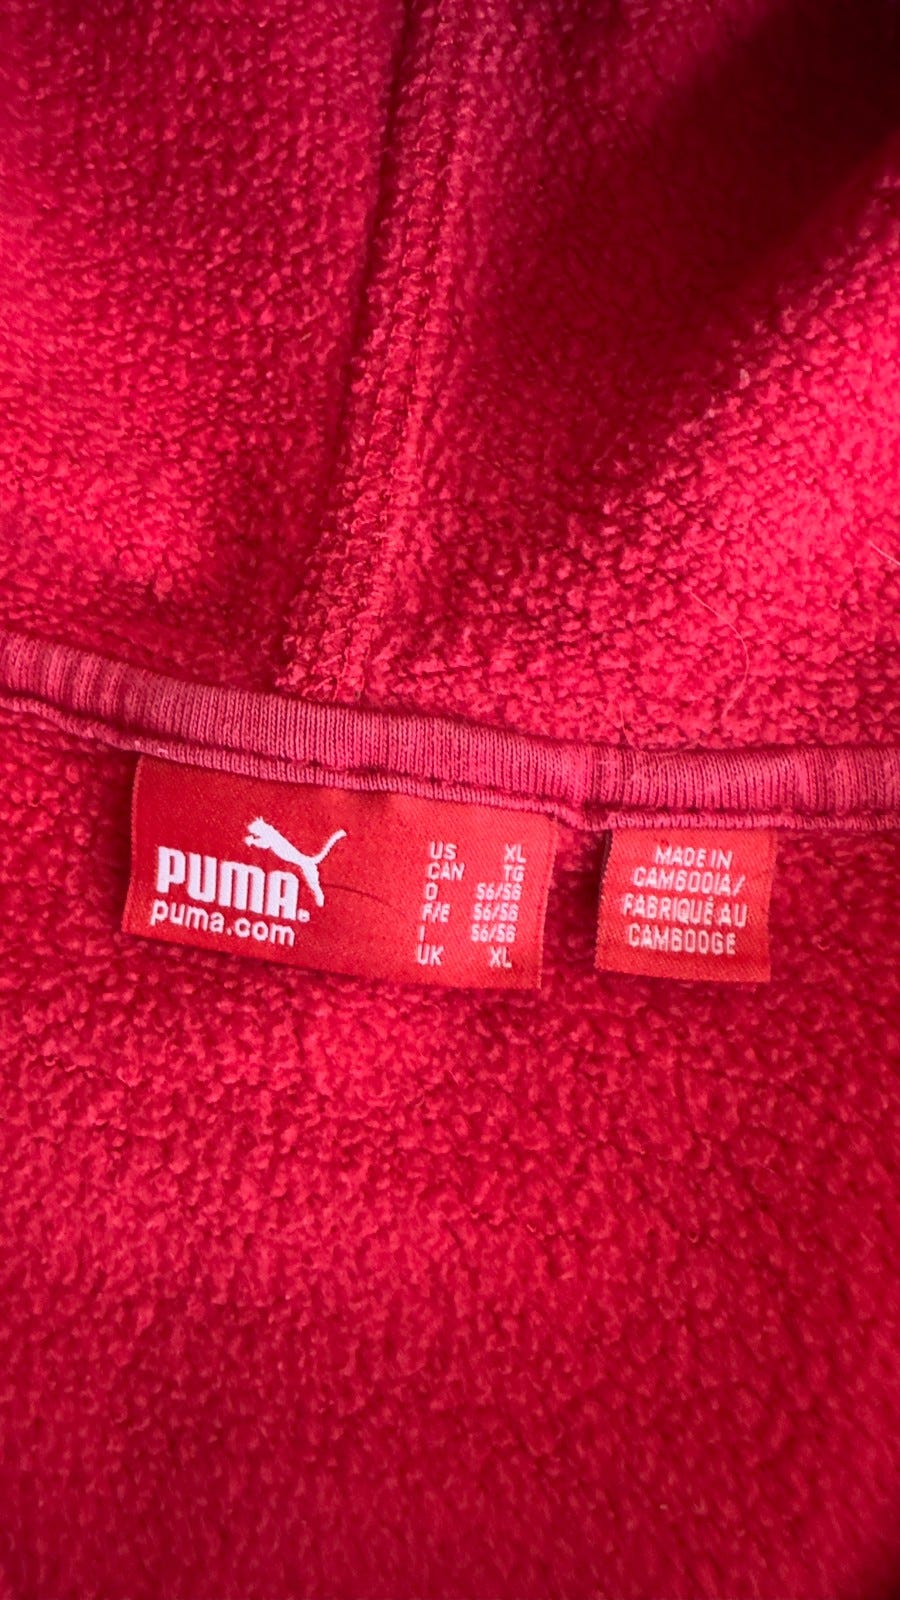 PUMA®
puma.com
US XL
CAN TG
D 56/58
F/E 56/58
I 56/58
UK XL
MADE IN
CAMBODIA/
FABRIQUÉ AU
CAMBODGE